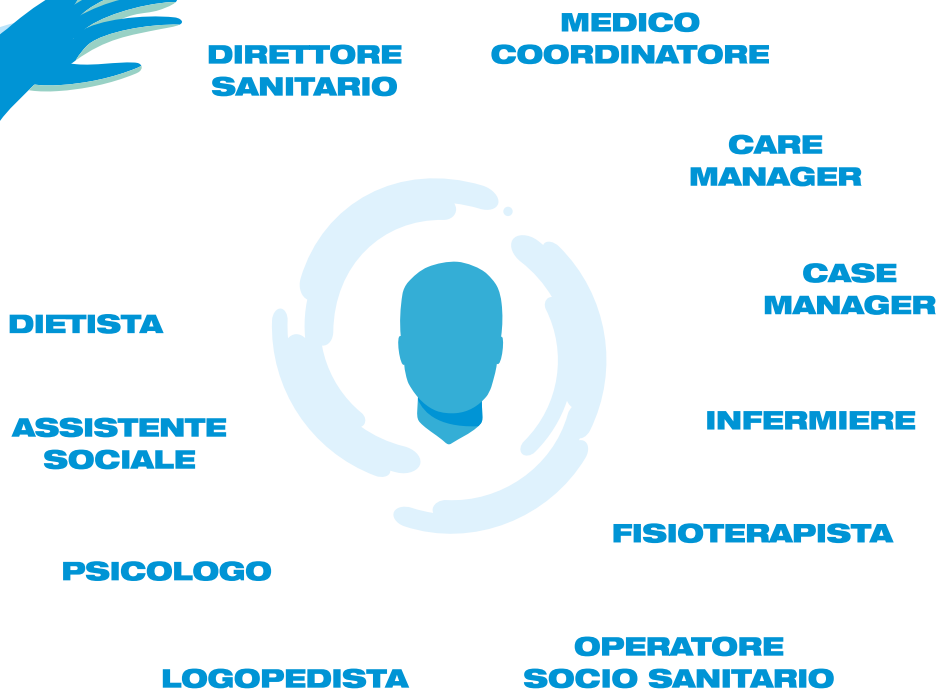 MEDICO
COORDINATORE
DIRETTORE
SANITARIO
CARE
MANAGER
CASE
MANAGER
DIETISTA
INFERMIERE
ASSISTENTE
SOCIALE
FISIOTERAPISTA
PSICOLOGO
OPERATORE
SOCIO SANITARIO
LOGOPEDISTA